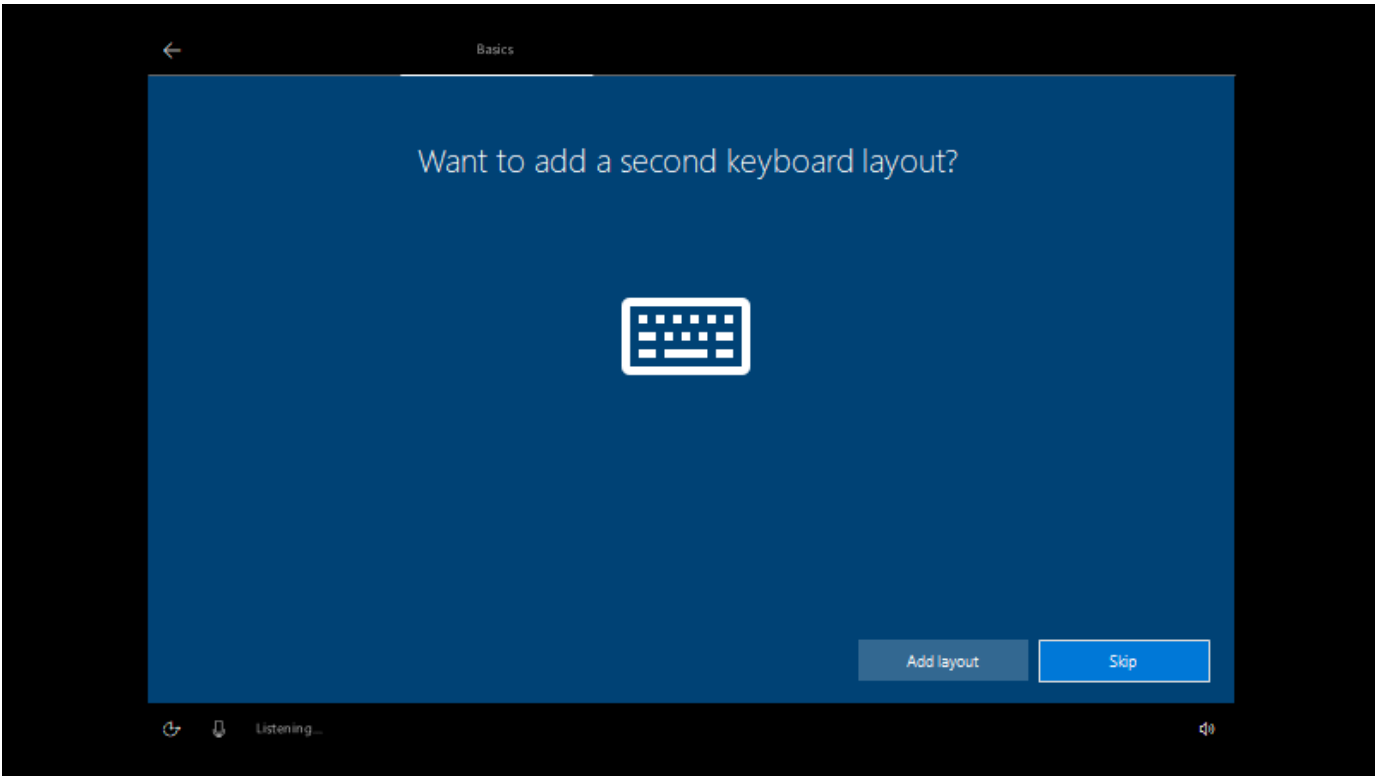 Basics
Want to add a second keyboard layout?
Add layout
Skip
Listening...